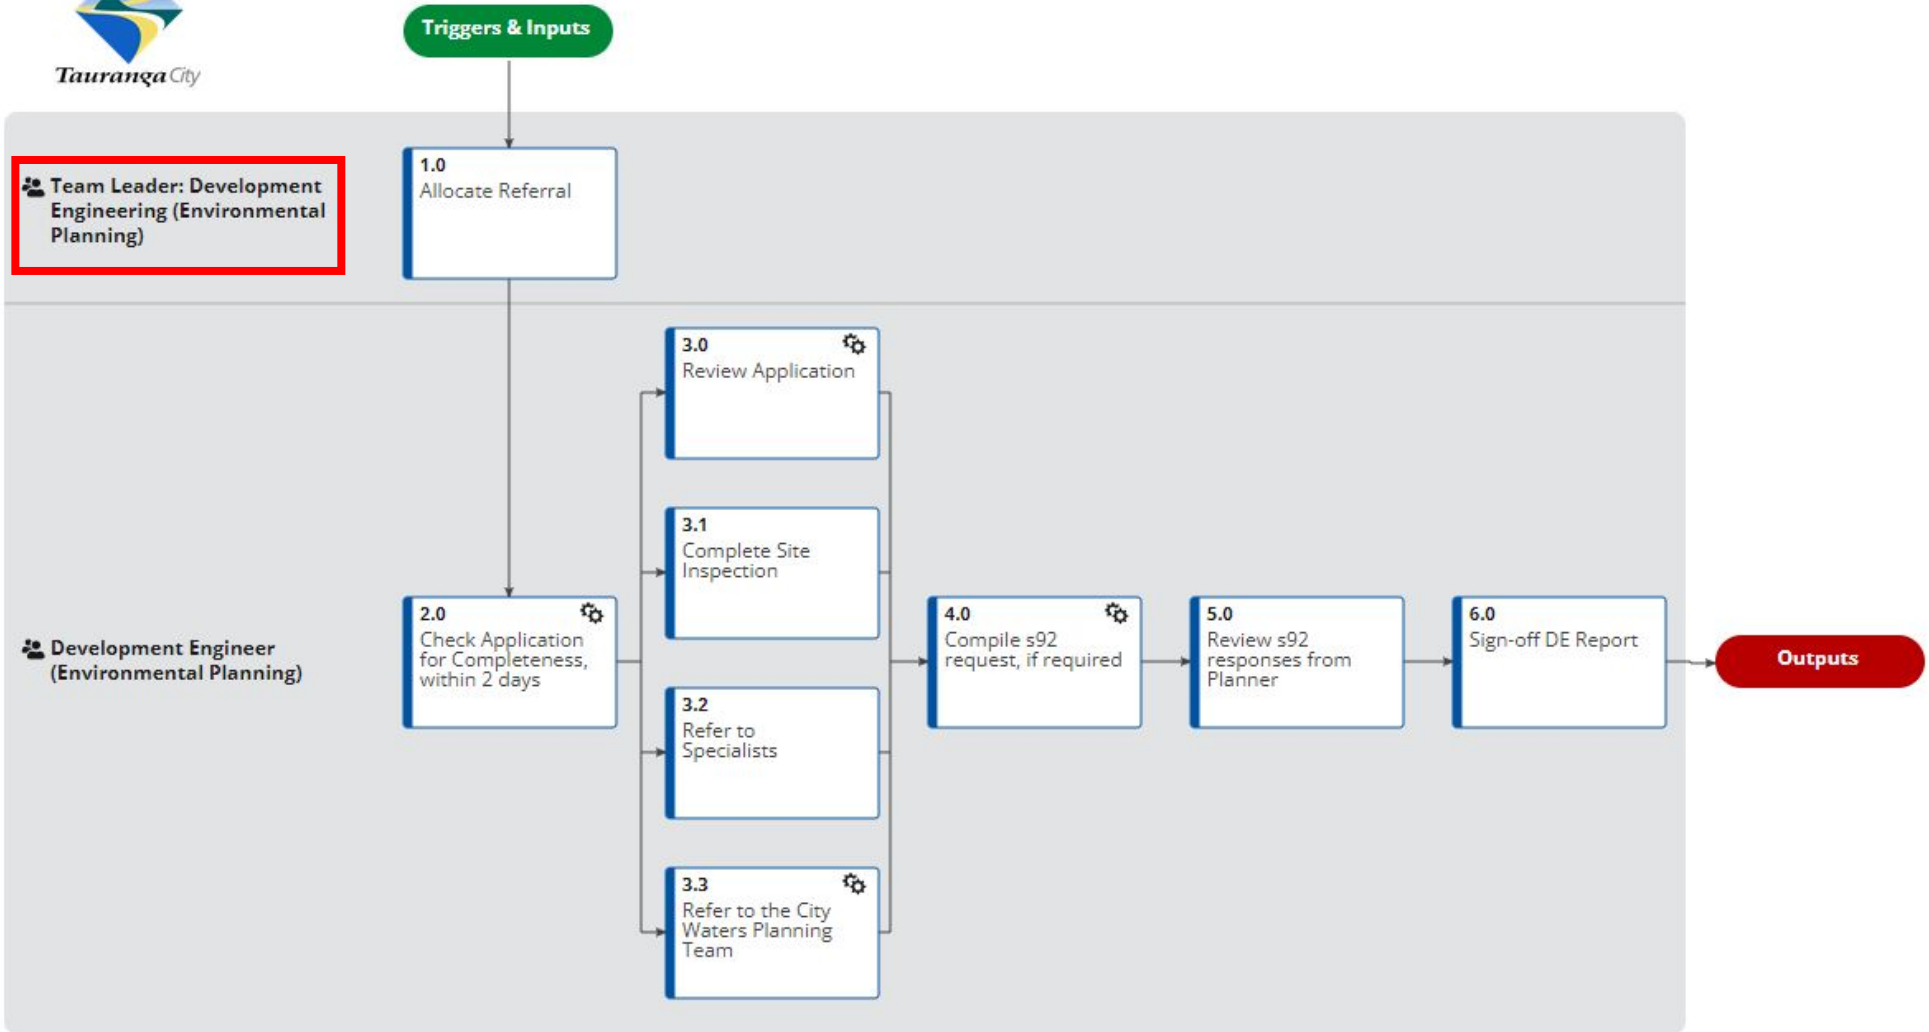 Tauranga City
Triggers & Inputs
Team Leader: Development
Engineering (Environmental
Planning)
1.0
Allocate Referral
3.0
Review Application
3.1
Complete Site
Inspection
Development Engineer
(Environmental Planning)
2.0
Check Application
for Completeness,
within 2 days
3.2
Refer to
Specialists
3.3
Refer to the City
Waters Planning
Team
4.0
Compile s92
request, if required
5.0
Review s92
responses from
Planner
6.0
Sign-off DE Report
Outputs